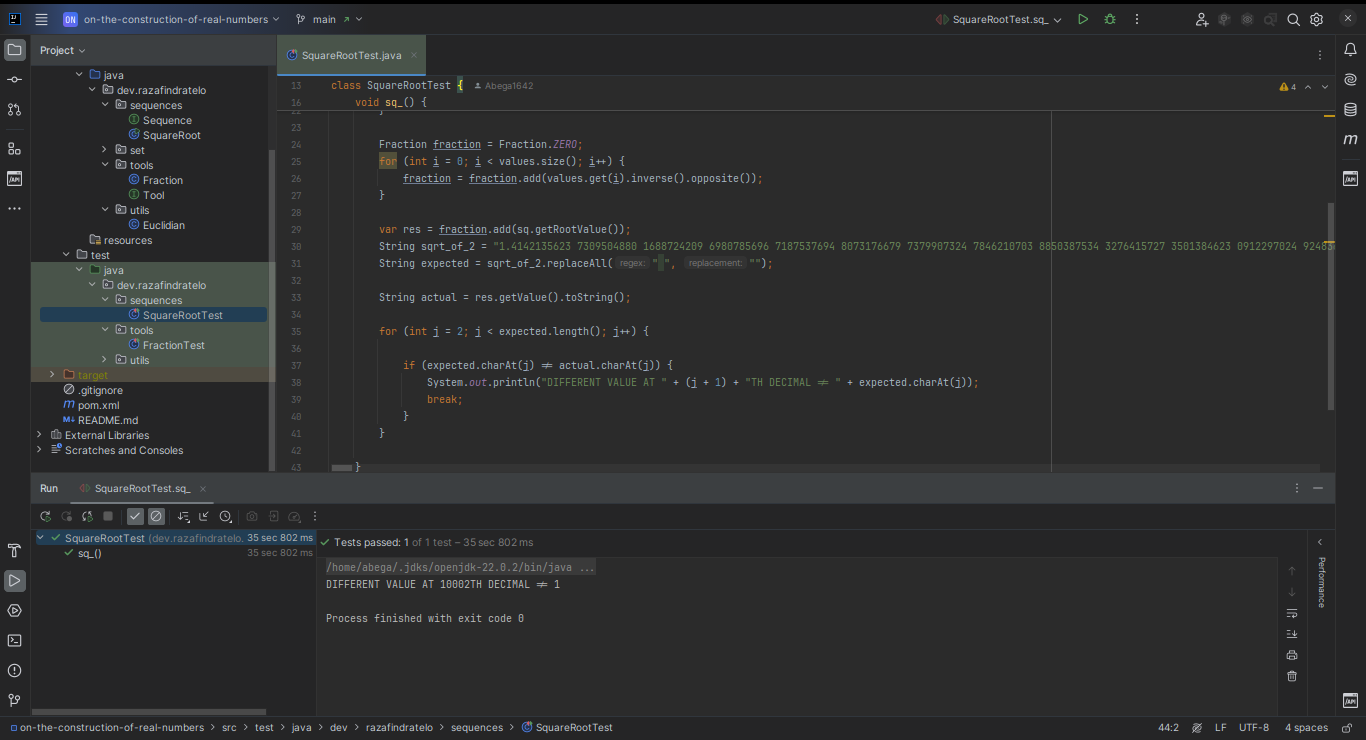 on-the-construction-of-real-numbers
main
SquareRootTest.sq_
Project
SquareRootTest.java
java
dev.razafindratelo
sequences
Sequence
SquareRoot
set
tools
Fraction
Tool
utils
Euclidian
resources
test
java
dev.razafindratelo
sequences
SquareRootTest
tools
FractionTest
utils
target
.gitignore
pom.xml
README.md
External Libraries
Scratches and Consoles
4
13 class SquareRootTest { Abega1642
16 void sq_() {
23
24 Fraction fraction = Fraction.ZERO;
25 for (int i = 0; i < values.size(); i++) {
26 fraction = fraction.add(values.get(i).inverse().opposite());
27 }
28
29 var res = fraction.add(sq.getRootValue());
30 String sqrt_of_2 = "1.4142135623 7309504880 1688724209 6980785696 7187537694 8073176679 7379907324 7846210703 8850387534 3276415727 3501384623 0912297024 92483
31 String expected = sqrt_of_2.replaceAll( regex: " ", replacement: "");
32
33 String actual = res.getValue().toString();
34
35 for (int j = 2; j < expected.length(); j++) {
36
37 if (expected.charAt(j) != actual.charAt(j)) {
38 System.out.println("DIFFERENT VALUE AT " + (j + 1) + "TH DECIMAL != " + expected.charAt(j));
39 break;
40 }
41 }
42
43 }
Run SquareRootTest.sq_
SquareRootTest (dev.razafindratelo. 35 sec 802 ms
sq_() 35 sec 802 ms
Tests passed: 1 of 1 test – 35 sec 802 ms
/home/abega/.jdks/openjdk-22.0.2/bin/java ...
DIFFERENT VALUE AT 10002TH DECIMAL != 1
Process finished with exit code 0
Performance
on-the-construction-of-real-numbers > src > test > java > dev > razafindratelo > sequences > SquareRootTest
44:2 LF UTF-8 4 spaces